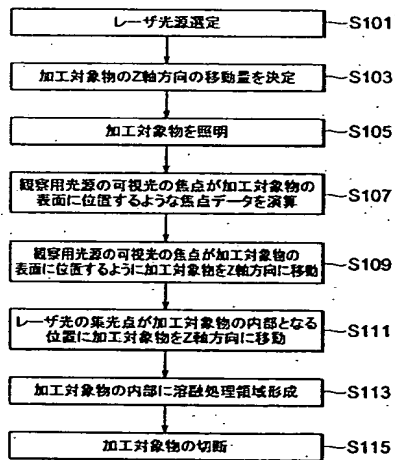 レーザ光源選定
S101
加工対象物のZ軸方向の移動量を決定
S103
加工対象物を照明
S105
観察用光源の可視光の焦点が加工対象物の
表面に位置するような焦点データを演算
S107
観察用光源の可視光の焦点が加工対象物の
表面に位置するように加工対象物をZ軸方向に移動
S109
レーザ光の集光点が加工対象物の内部となる
位置に加工対象物をZ軸方向に移動
S111
加工対象物の内部に溶融処理領域形成
S113
加工対象物の切断
S115